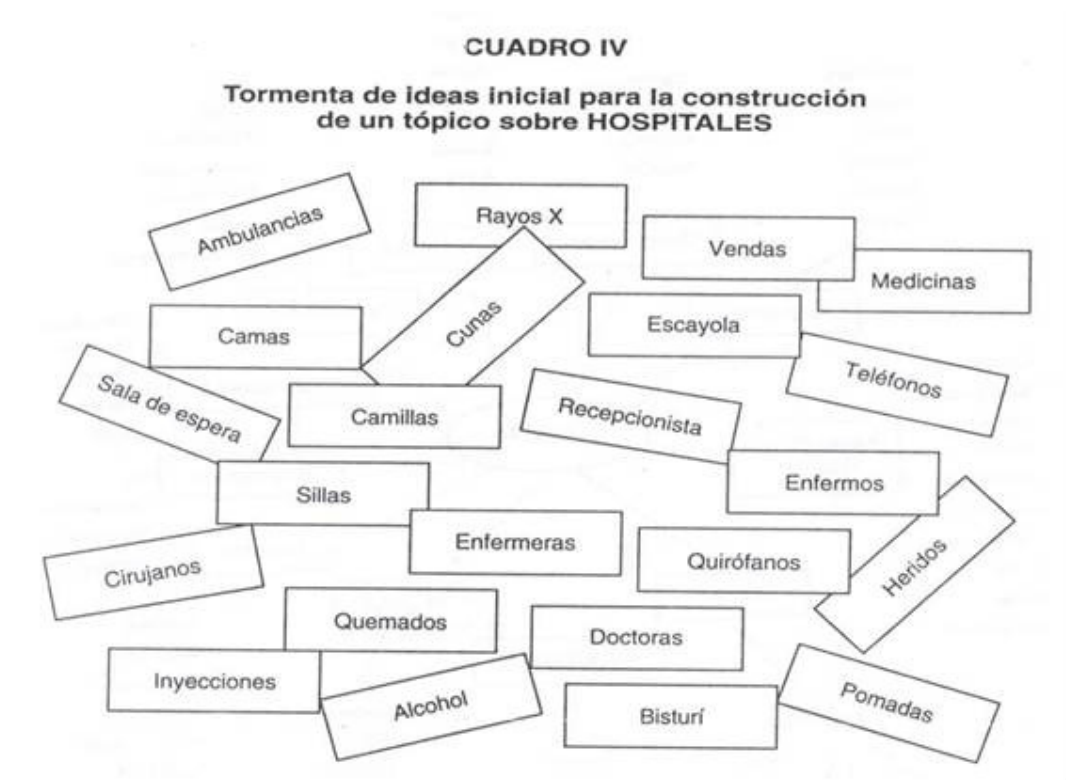 CUADRO IV
Tormenta de ideas inicial para la construcción
de un tópico sobre HOSPITALES
Ambulancias
Rayos X
Vendas
Medicinas
Camas
Cunas
Escayola
Teléfonos
Sala de espera
Camillas
Recepcionista
Sillas
Enfermos
Enfermeras
Quirófanos
Heridos
Cirujanos
Quemados
Doctoras
Inyecciones
Alcohol
Bisturí
Pomadas